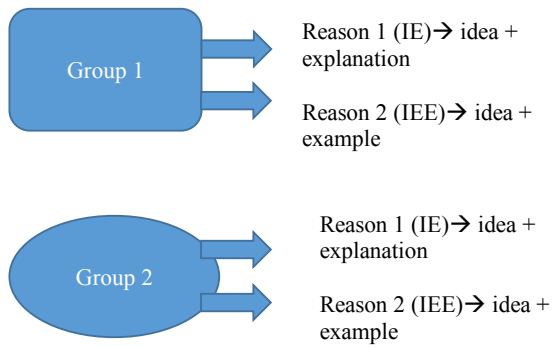 Group 1
Reason 1 (IE)→ idea +
explanation
Reason 2 (IEE)→ idea +
example
Group 2
Reason 1 (IE)→ idea +
explanation
Reason 2 (IEE)→ idea +
example